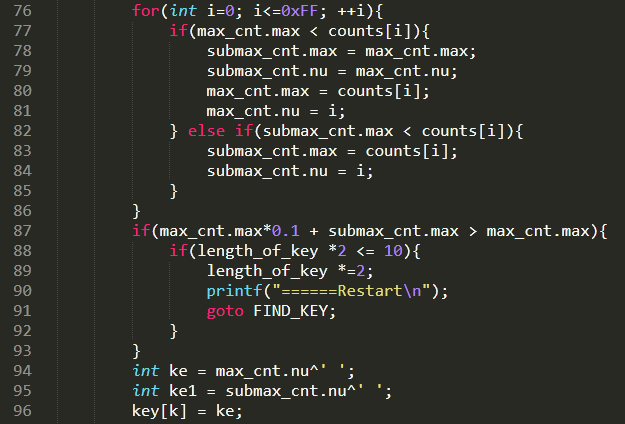 76 for(int i=0; i<=0xFF; ++i){
77 if(max_cnt.max < counts[i]){
78 submax_cnt.max = max_cnt.max;
79 submax_cnt.nu = max_cnt.nu;
80 max_cnt.max = counts[i];
81 max_cnt.nu = i;
82 } else if(submax_cnt.max < counts[i]){
83 submax_cnt.max = counts[i];
84 submax_cnt.nu = i;
85 }
86 }
87 if(max_cnt.max*0.1 + submax_cnt.max > max_cnt.max){
88 if(length_of_key *2 <= 10){
89 length_of_key *=2;
90 printf("======Restart\n");
91 goto FIND_KEY;
92 }
93 }
94 int ke = max_cnt.nu^' ';
95 int ke1 = submax_cnt.nu^' ';
96 key[k] = ke;